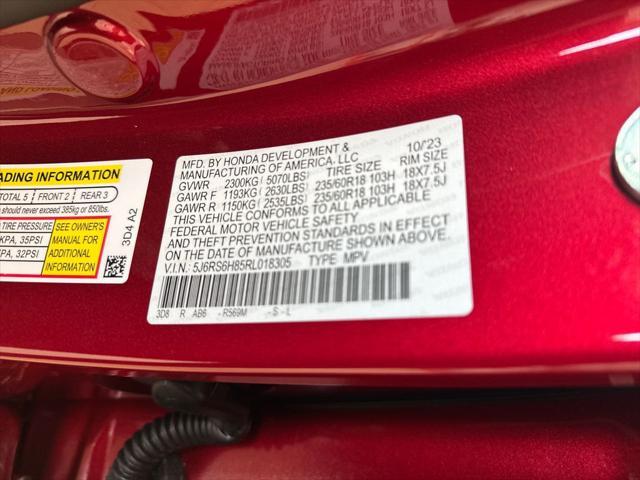 ADING INFORMATION
TOTAL 5 FRONT 2 REAR 3
should never exceed 385kg or 850lbs.
TIRE PRESSURE
KPA, 35PSI
KPA, 32PSI
SEE OWNER'S
MANUAL FOR
ADDITIONAL
INFORMATION
3D4 A2
MFD. BY HONDA DEVELOPMENT & 10/'23
MANUFACTURING OF AMERICA, LLC
GVWR 2300KG( 5070LBS) TIRE SIZE RIM SIZE
GAWR F 1193KG( 2630LBS) 235/60R18 103H 18X7.5J
GAWR R 1150KG( 2535LBS) 235/60R18 103H 18X7.5J
THIS VEHICLE CONFORMS TO ALL APPLICABLE
FEDERAL MOTOR VEHICLE SAFETY
AND THEFT PREVENTION STANDARDS IN EFFECT
ON THE DATE OF MANUFACTURE SHOWN ABOVE.
V.I.N.: 5J6RS6H85RL018305 TYPE MPV
3D8 R AB6 - R569M - S - L